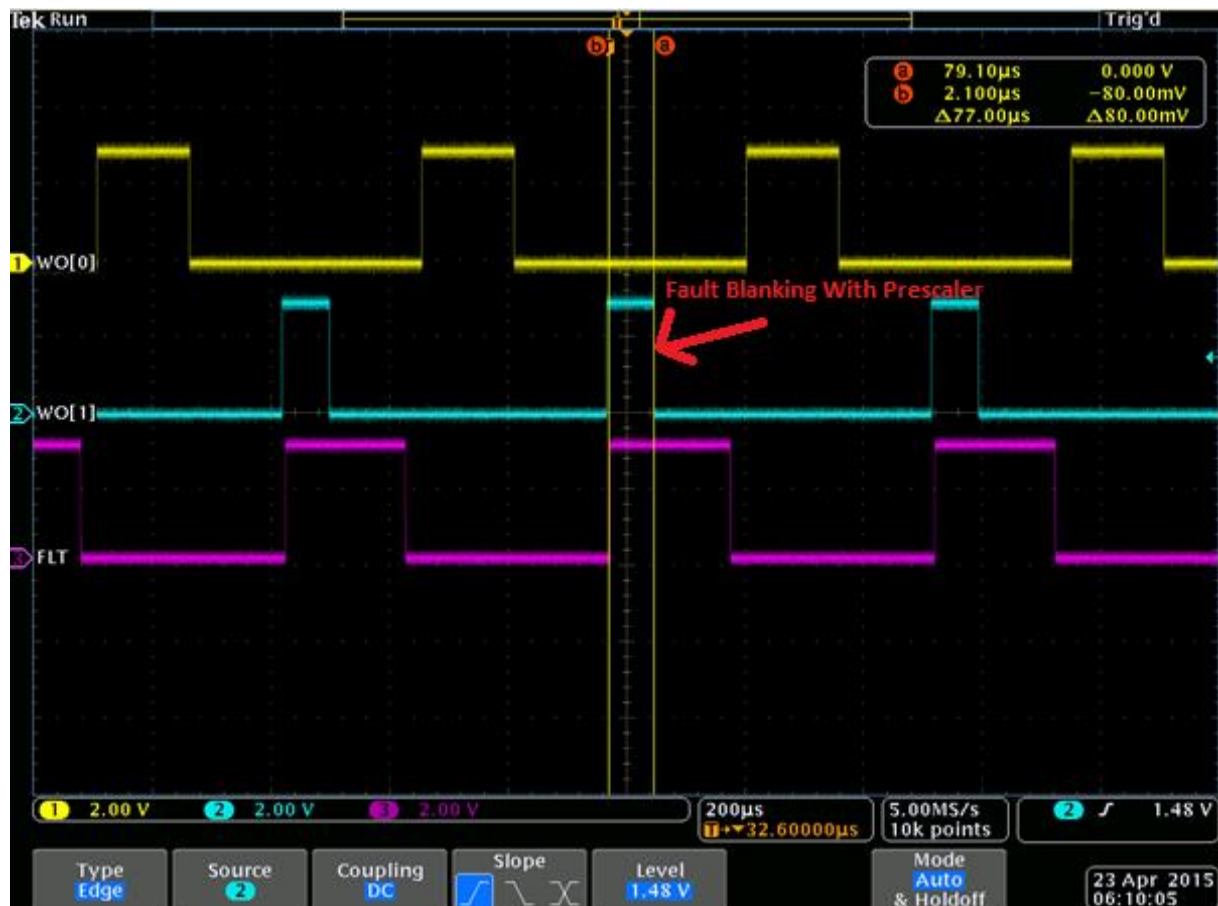 Tek Run
Trig'd
b
a
a 79.10µs 0.000 V
b 2.100µs −80.00mV
Δ77.00µs Δ80.00mV
1 WO[0]
Fault Blanking With Prescaler
2 WO[1]
3 FLT
1 2.00 V 2 2.00 V 3 2.00 V
200µs
T→▼32.60000µs
5.00MS/s
10k points
2 1.48 V
Type
Edge
Source
2
Coupling
DC
Slope
Level
1.48 V
Mode
Auto
& Holdoff
23 Apr 2015
06:10:05